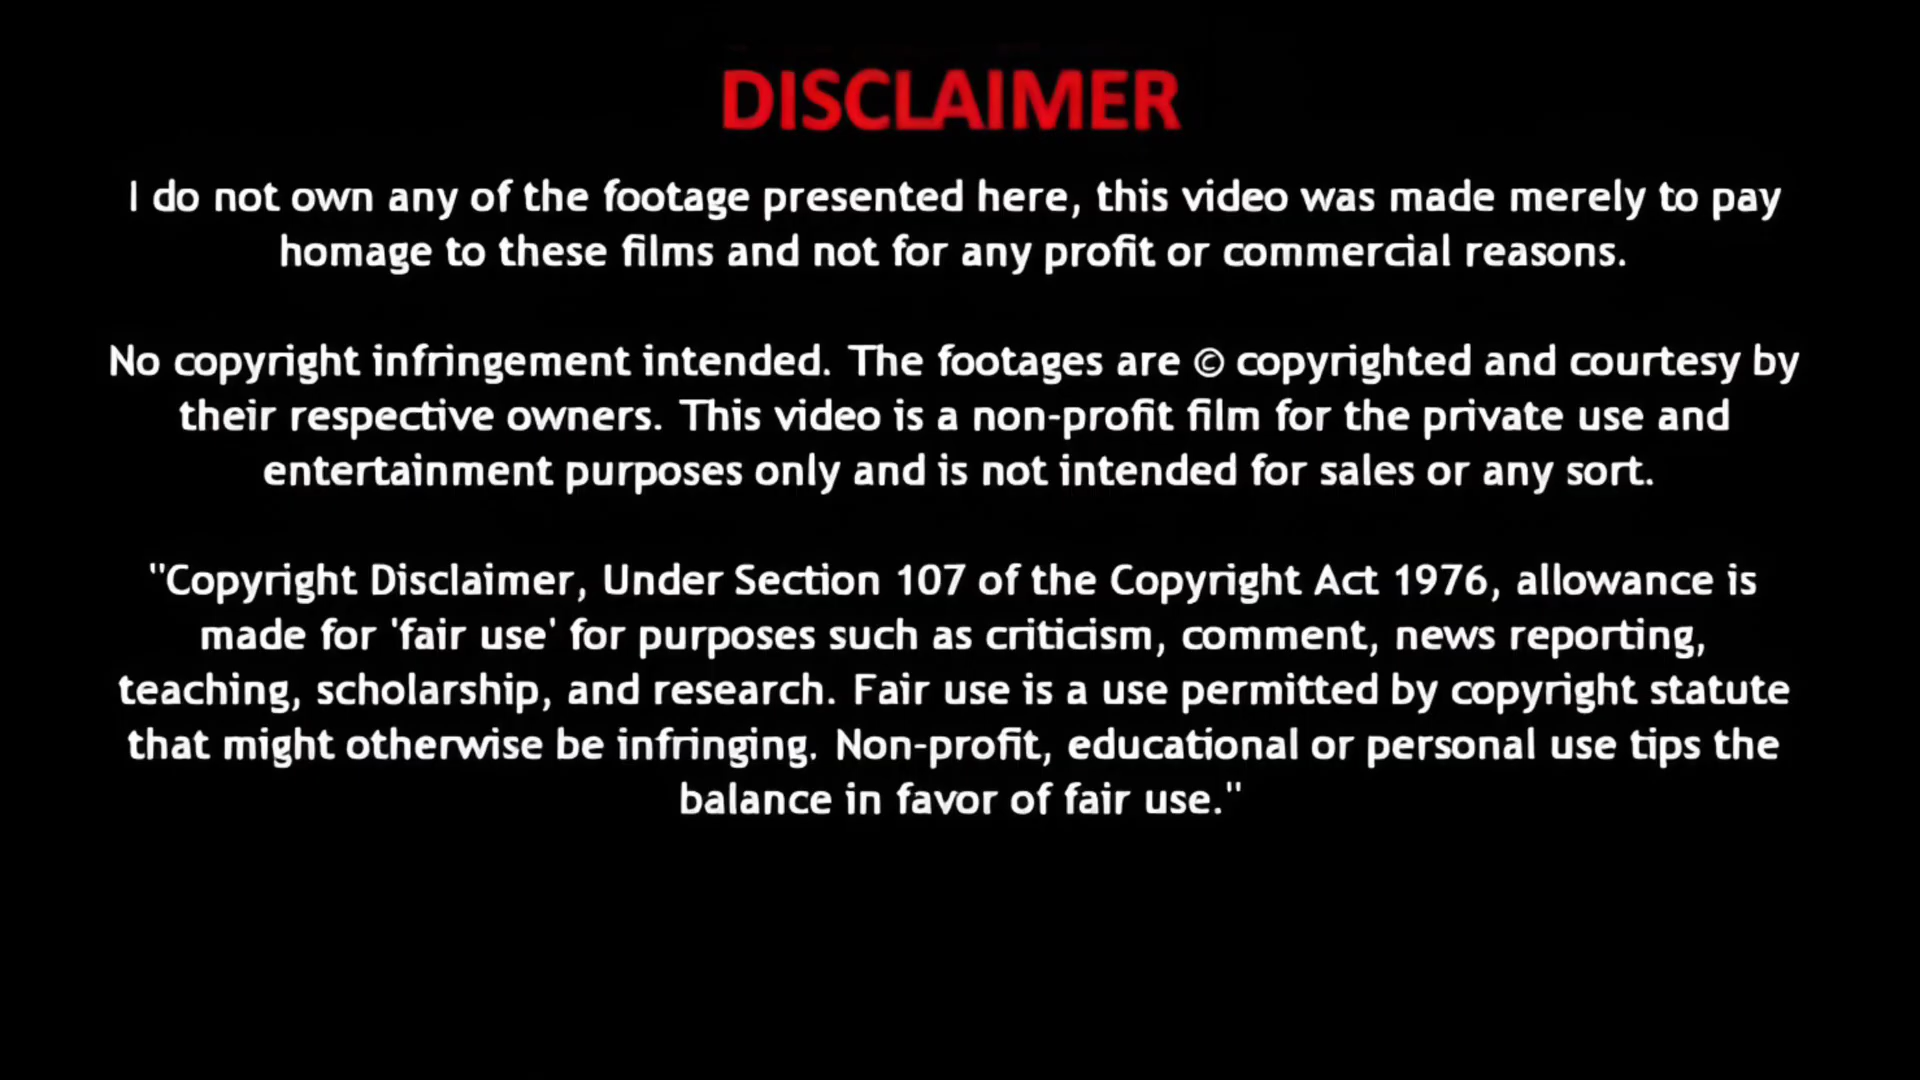 DISCLAIMER
I do not own any of the footage presented here, this video was made merely to pay
homage to these films and not for any profit or commercial reasons.
No copyright infringement intended. The footages are © copyrighted and courtesy by
their respective owners. This video is a non-profit film for the private use and
entertainment purposes only and is not intended for sales or any sort.
"Copyright Disclaimer, Under Section 107 of the Copyright Act 1976, allowance is
made for 'fair use' for purposes such as criticism, comment, news reporting,
teaching, scholarship, and research. Fair use is a use permitted by copyright statute
that might otherwise be infringing. Non-profit, educational or personal use tips the
balance in favor of fair use."